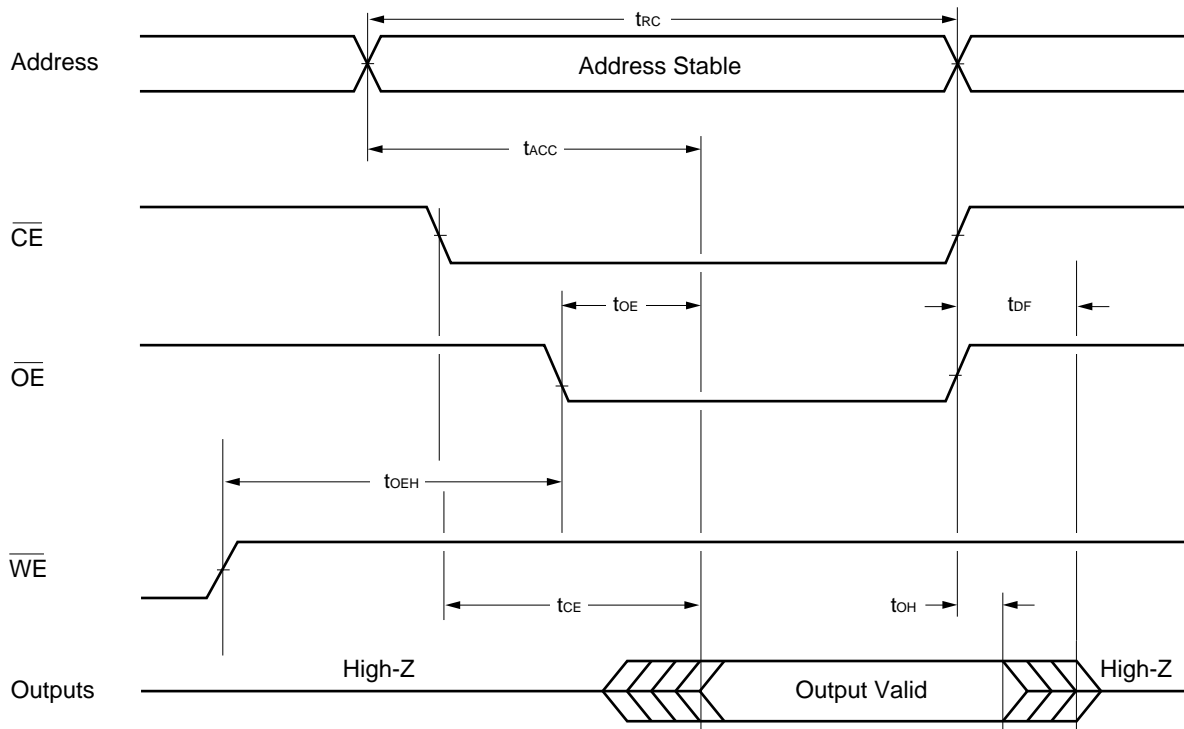 tRC
Address
Address Stable
tACC
CE
tOE
tDF
OE
tOEH
WE
tCE
tOH
High-Z
High-Z
Outputs
Output Valid